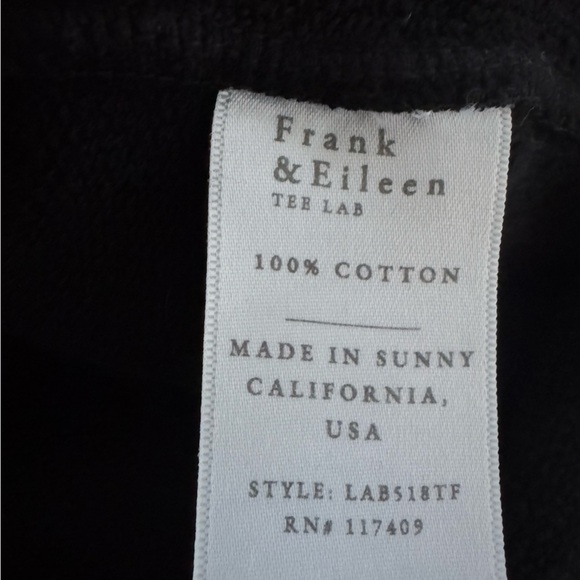 Frank
& Eileen
TEE LAB
100% COTTON
MADE IN SUNNY
CALIFORNIA,
USA
STYLE: LAB518TF
RN# 117409